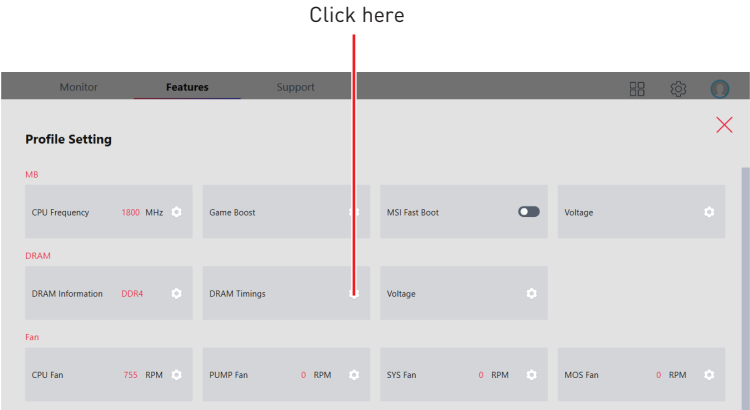 Click here
Monitor Features Support
Profile Setting
MB
CPU Frequency 1800 MHz Game Boost MSI Fast Boot Voltage
DRAM
DRAM Information DDR4 DRAM Timings Voltage
Fan
CPU Fan 755 RPM PUMP Fan 0 RPM SYS Fan 0 RPM MOS Fan 0 RPM